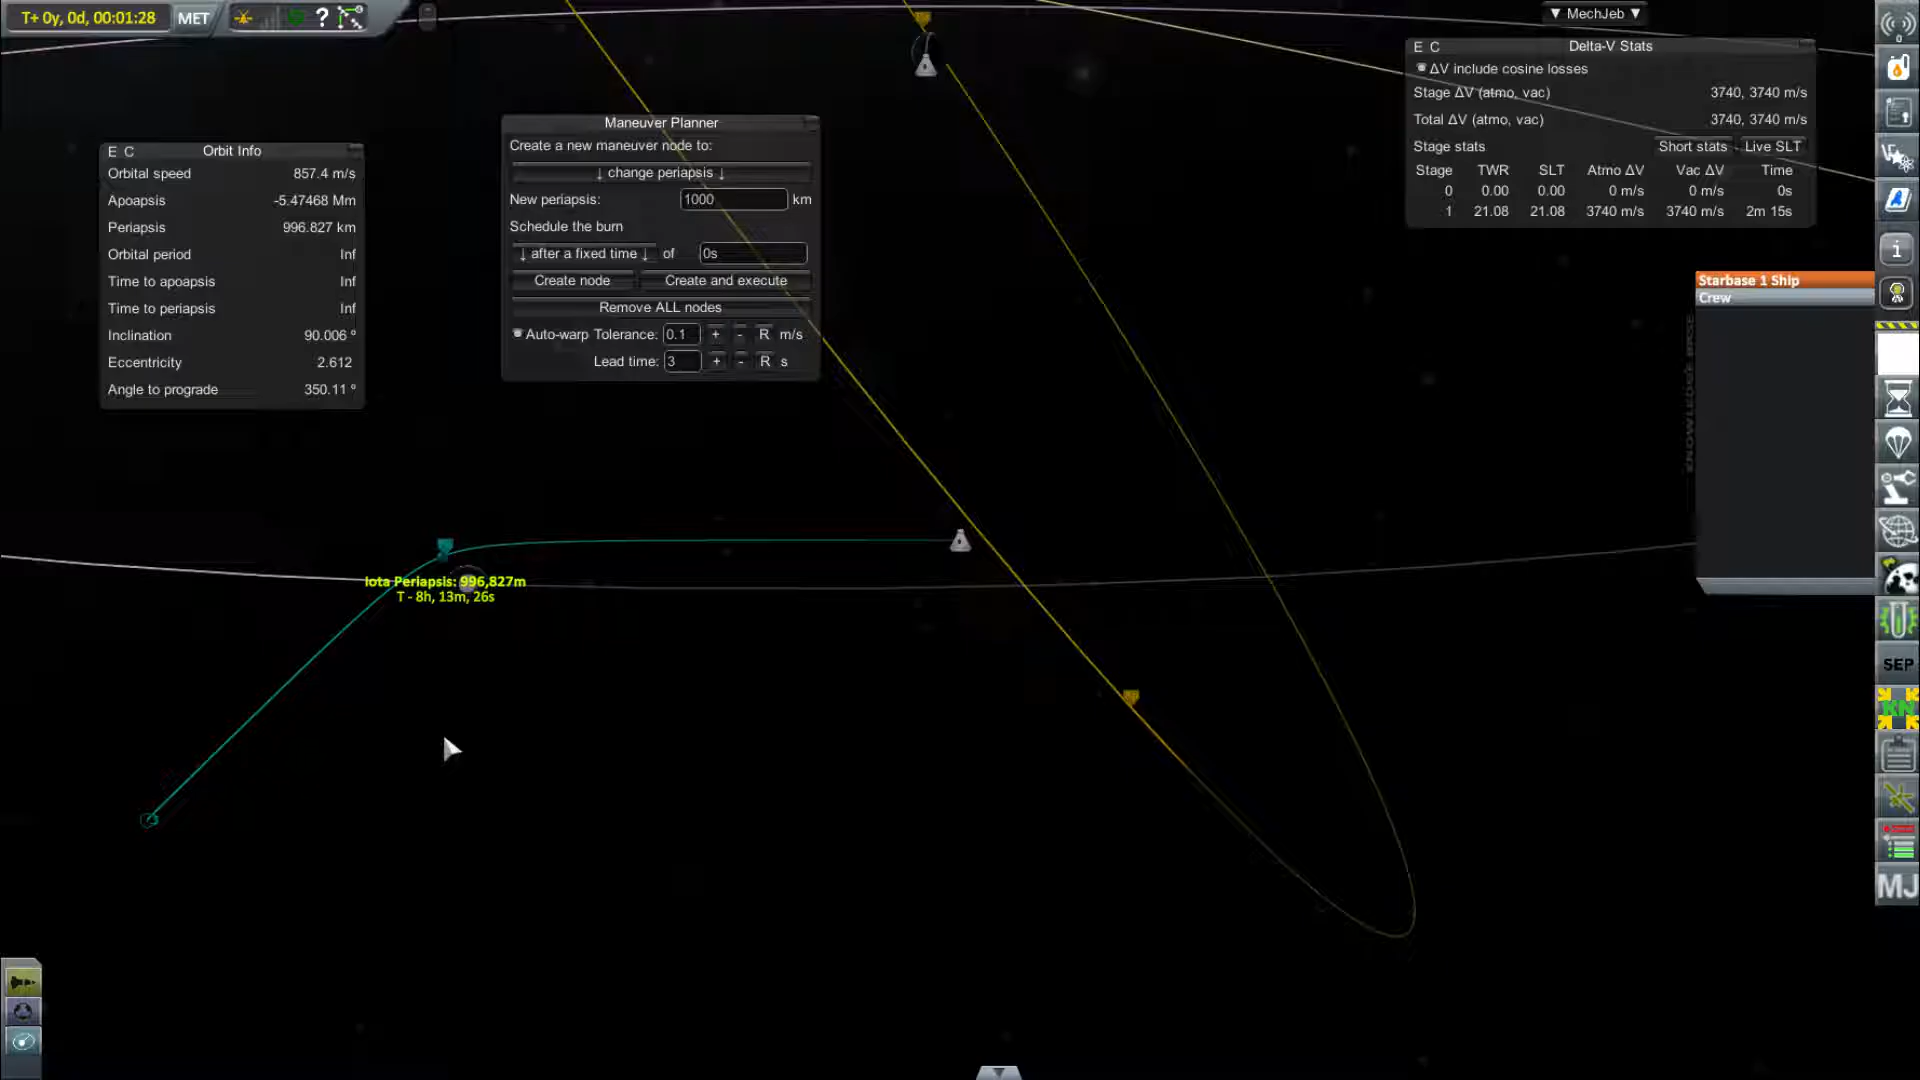 T+ 0y, 0d, 00:01:28 MET ?
▼ MechJeb ▼
E C Orbit Info
Orbital speed 857.4 m/s
Apoapsis -5.47468 Mm
Periapsis 996.827 km
Orbital period Inf
Time to apoapsis Inf
Time to periapsis Inf
Inclination 90.006 º
Eccentricity 2.612
Angle to prograde 350.11 º
Maneuver Planner
Create a new maneuver node to:
↓ change periapsis ↓
New periapsis: 1000 km
Schedule the burn
↓ after a fixed time ↓ of 0s
Create node Create and execute
Remove ALL nodes
Auto-warp Tolerance: 0.1 + - R m/s
Lead time: 3 + - R s
E C Delta-V Stats
ΔV include cosine losses
Stage ΔV (atmo, vac) 3740, 3740 m/s
Total ΔV (atmo, vac) 3740, 3740 m/s
Stage stats Short stats Live SLT
Stage TWR SLT Atmo ΔV Vac ΔV Time
0 0.00 0.00 0 m/s 0 m/s 0s
1 21.08 21.08 3740 m/s 3740 m/s 2m 15s
Starbase 1 Ship
Crew
KNOWLEDGE BASE
Iota Periapsis: 996,827m
T - 8h, 13m, 26s
0
i
SEP
KN
MJ